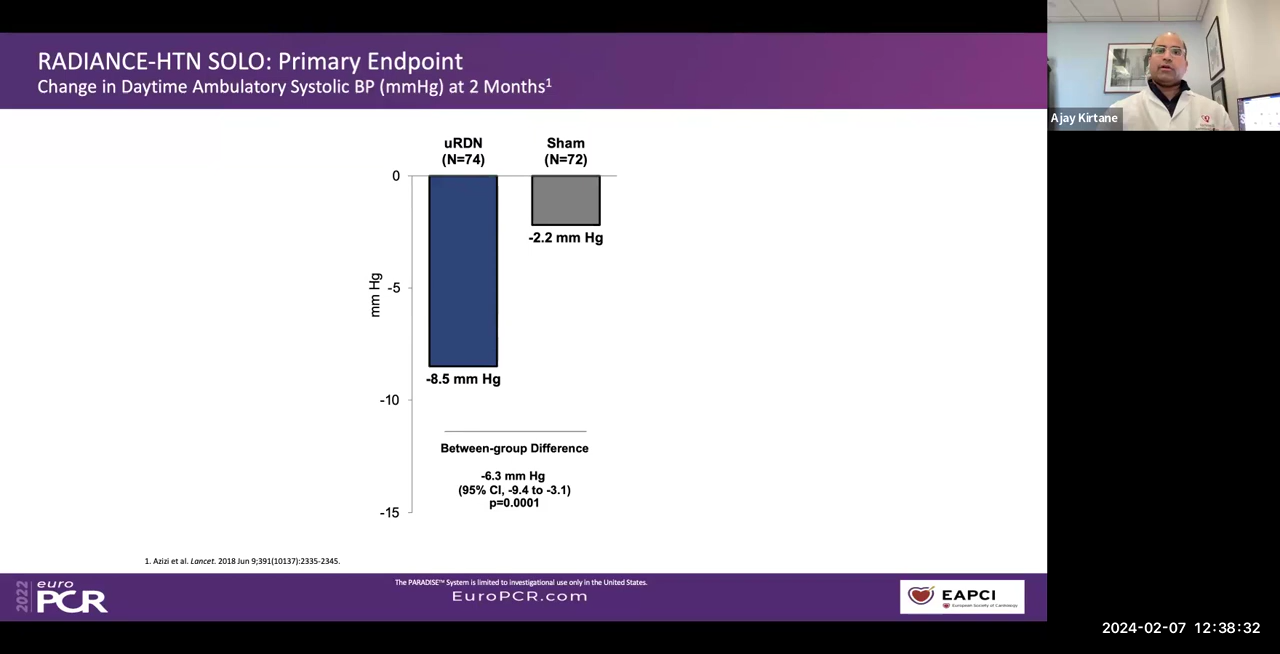 RADIANCE-HTN SOLO: Primary Endpoint
Change in Daytime Ambulatory Systolic BP (mmHg) at 2 Months¹
Ajay Kirtane
uRDN
(N=74)
Sham
(N=72)
0
-2.2 mm Hg
mm Hg
-5
-8.5 mm Hg
-10
Between-group Difference
-6.3 mm Hg
(95% CI, -9.4 to -3.1)
p=0.0001
-15
1. Azizi et al. Lancet. 2018 Jun 9;391(10137):2335-2345.
2022
euro
PCR
The PARADISE™ System is limited to investigational use only in the United States.
EuroPCR.com
EAPCI
European Society of Cardiology
2024-02-07 12:38:32